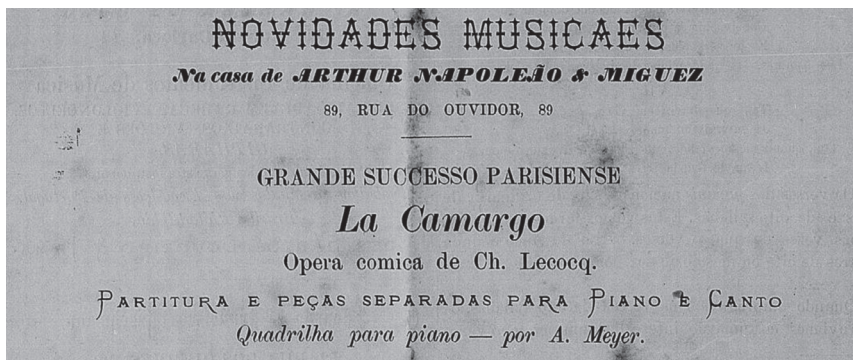 NOVIDADES MUSICAES
Na casa de ARTHUR NAPOLEÃO & MIGUEZ
89, RUA DO OUVIDOR, 89
GRANDE SUCCESSO PARISIENSE
La Camargo
Opera comica de Ch. Lecocq.
PARTITURA E PEÇAS SEPARADAS PARA PIANO E CANTO
Quadrilha para piano — por A. Meyer.